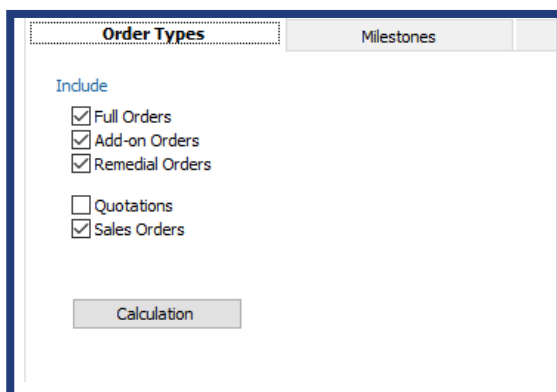 Order Types
Milestones
Include
Full Orders
Add-on Orders
Remedial Orders
Quotations
Sales Orders
Calculation